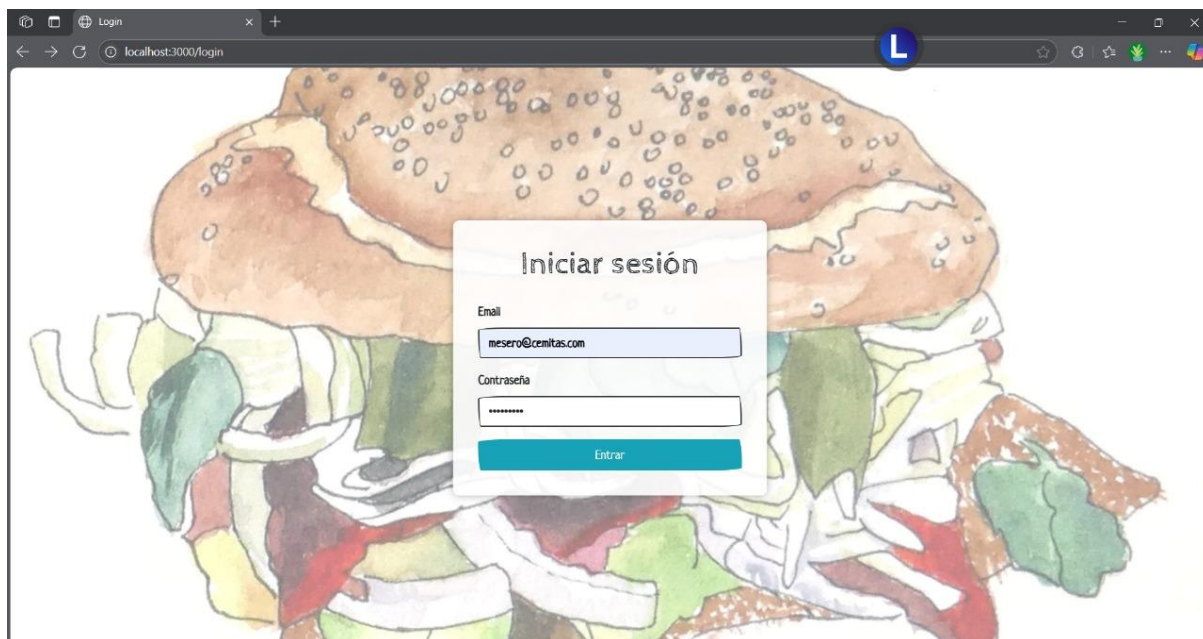 Login
localhost:3000/login
L
Iniciar sesión
Email
mesero@cemitas.com
Contraseña
•••••••••
Entrar